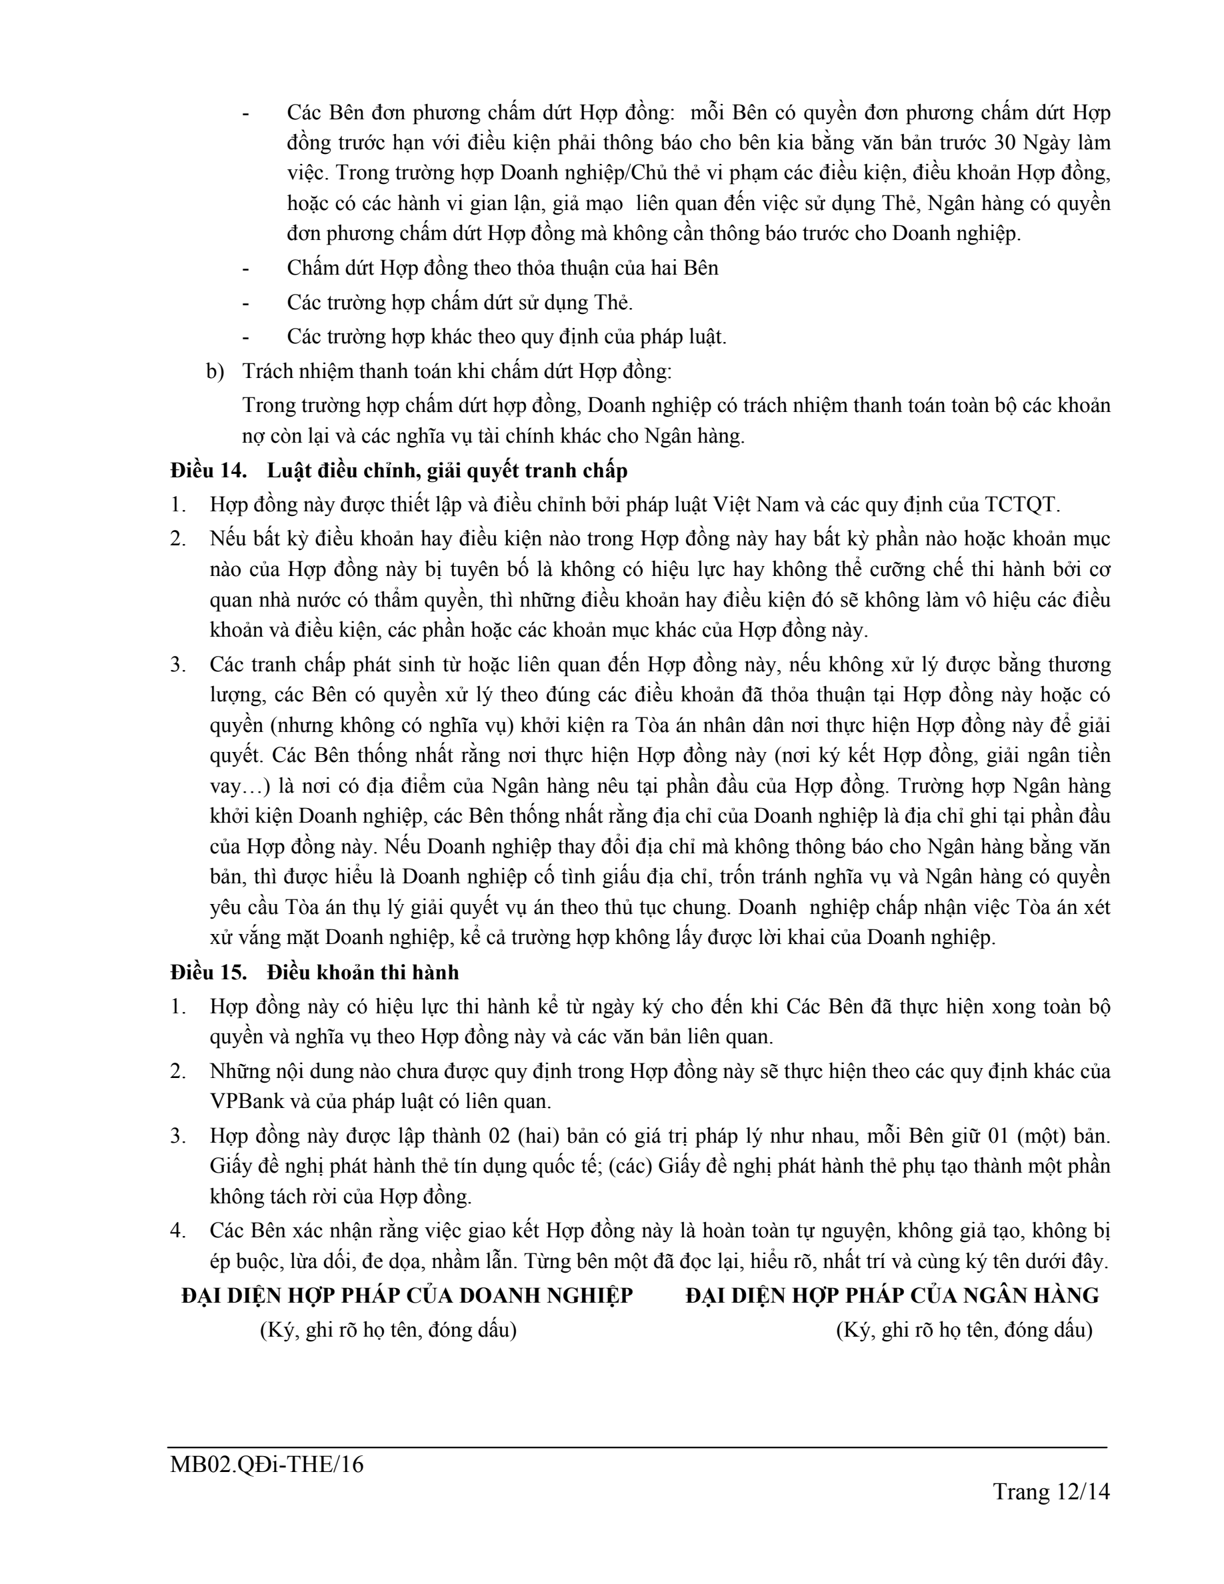 - Các Bên đơn phương chấm dứt Hợp đồng:  mỗi Bên có quyền đơn phương chấm dứt Hợp
đồng trước hạn với điều kiện phải thông báo cho bên kia bằng văn bản trước 30 Ngày làm
việc. Trong trường hợp Doanh nghiệp/Chủ thẻ vi phạm các điều kiện, điều khoản Hợp đồng,
hoặc có các hành vi gian lận, giả mạo  liên quan đến việc sử dụng Thẻ, Ngân hàng có quyền
đơn phương chấm dứt Hợp đồng mà không cần thông báo trước cho Doanh nghiệp.
- Chấm dứt Hợp đồng theo thỏa thuận của hai Bên
- Các trường hợp chấm dứt sử dụng Thẻ.
- Các trường hợp khác theo quy định của pháp luật.
b) Trách nhiệm thanh toán khi chấm dứt Hợp đồng:
Trong trường hợp chấm dứt hợp đồng, Doanh nghiệp có trách nhiệm thanh toán toàn bộ các khoản
nợ còn lại và các nghĩa vụ tài chính khác cho Ngân hàng.
Điều 14. Luật điều chỉnh, giải quyết tranh chấp
1. Hợp đồng này được thiết lập và điều chỉnh bởi pháp luật Việt Nam và các quy định của TCTQT.
2. Nếu bất kỳ điều khoản hay điều kiện nào trong Hợp đồng này hay bất kỳ phần nào hoặc khoản mục
nào của Hợp đồng này bị tuyên bố là không có hiệu lực hay không thể cưỡng chế thi hành bởi cơ
quan nhà nước có thẩm quyền, thì những điều khoản hay điều kiện đó sẽ không làm vô hiệu các điều
khoản và điều kiện, các phần hoặc các khoản mục khác của Hợp đồng này.
3. Các tranh chấp phát sinh từ hoặc liên quan đến Hợp đồng này, nếu không xử lý được bằng thương
lượng, các Bên có quyền xử lý theo đúng các điều khoản đã thỏa thuận tại Hợp đồng này hoặc có
quyền (nhưng không có nghĩa vụ) khởi kiện ra Tòa án nhân dân nơi thực hiện Hợp đồng này để giải
quyết. Các Bên thống nhất rằng nơi thực hiện Hợp đồng này (nơi ký kết Hợp đồng, giải ngân tiền
vay…) là nơi có địa điểm của Ngân hàng nêu tại phần đầu của Hợp đồng. Trường hợp Ngân hàng
khởi kiện Doanh nghiệp, các Bên thống nhất rằng địa chỉ của Doanh nghiệp là địa chỉ ghi tại phần đầu
của Hợp đồng này. Nếu Doanh nghiệp thay đổi địa chỉ mà không thông báo cho Ngân hàng bằng văn
bản, thì được hiểu là Doanh nghiệp cố tình giấu địa chỉ, trốn tránh nghĩa vụ và Ngân hàng có quyền
yêu cầu Tòa án thụ lý giải quyết vụ án theo thủ tục chung. Doanh  nghiệp chấp nhận việc Tòa án xét
xử vắng mặt Doanh nghiệp, kể cả trường hợp không lấy được lời khai của Doanh nghiệp.
Điều 15. Điều khoản thi hành
1. Hợp đồng này có hiệu lực thi hành kể từ ngày ký cho đến khi Các Bên đã thực hiện xong toàn bộ
quyền và nghĩa vụ theo Hợp đồng này và các văn bản liên quan.
2. Những nội dung nào chưa được quy định trong Hợp đồng này sẽ thực hiện theo các quy định khác của
VPBank và của pháp luật có liên quan.
3. Hợp đồng này được lập thành 02 (hai) bản có giá trị pháp lý như nhau, mỗi Bên giữ 01 (một) bản.
Giấy đề nghị phát hành thẻ tín dụng quốc tế; (các) Giấy đề nghị phát hành thẻ phụ tạo thành một phần
không tách rời của Hợp đồng.
4. Các Bên xác nhận rằng việc giao kết Hợp đồng này là hoàn toàn tự nguyện, không giả tạo, không bị
ép buộc, lừa dối, đe dọa, nhầm lẫn. Từng bên một đã đọc lại, hiểu rõ, nhất trí và cùng ký tên dưới đây.
ĐẠI DIỆN HỢP PHÁP CỦA DOANH NGHIỆP ĐẠI DIỆN HỢP PHÁP CỦA NGÂN HÀNG
(Ký, ghi rõ họ tên, đóng dấu) (Ký, ghi rõ họ tên, đóng dấu)
MB02.QĐi-THE/16
Trang 12/14